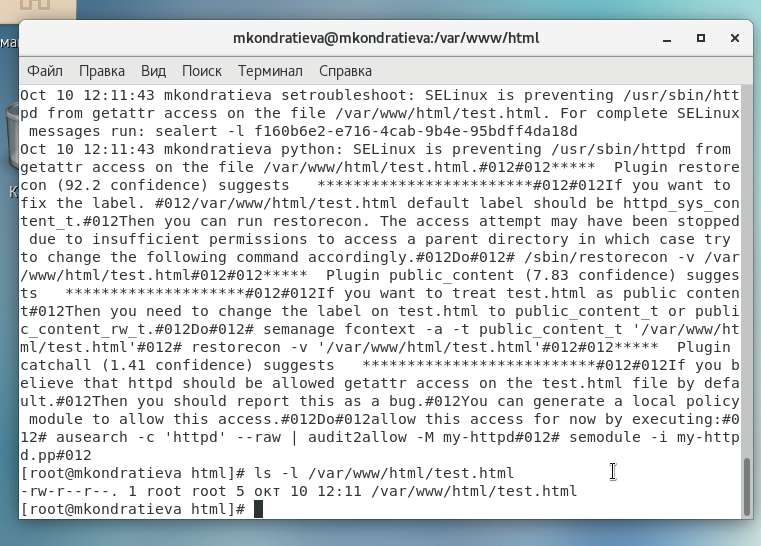 ма
К
mkondratieva@mkondratieva:/var/www/html
Файл Правка Вид Поиск Терминал Справка
Oct 10 12:11:43 mkondratieva setroubleshoot: SELinux is preventing /usr/sbin/htt
pd from getattr access on the file /var/www/html/test.html. For complete SELinux
 messages run: sealert -l f160b6e2-e716-4cab-9b4e-95bdff4da18d
Oct 10 12:11:43 mkondratieva python: SELinux is preventing /usr/sbin/httpd from
getattr access on the file /var/www/html/test.html.#012#012*****  Plugin restore
con (92.2 confidence) suggests   ************************#012#012If you want to
fix the label. #012/var/www/html/test.html default label should be httpd_sys_con
tent_t.#012Then you can run restorecon. The access attempt may have been stopped
 due to insufficient permissions to access a parent directory in which case try
to change the following command accordingly.#012Do#012# /sbin/restorecon -v /var
/www/html/test.html#012#012*****  Plugin public_content (7.83 confidence) sugges
ts   ********************#012#012If you want to treat test.html as public conten
t#012Then you need to change the label on test.html to public_content_t or publi
c_content_rw_t.#012Do#012# semanage fcontext -a -t public_content_t '/var/www/ht
ml/test.html'#012# restorecon -v '/var/www/html/test.html'#012#012*****  Plugin
catchall (1.41 confidence) suggests   **************************#012#012If you b
elieve that httpd should be allowed getattr access on the test.html file by defa
ult.#012Then you should report this as a bug.#012You can generate a local policy
 module to allow this access.#012Do#012allow this access for now by executing:#0
12# ausearch -c 'httpd' --raw | audit2allow -M my-httpd#012# semodule -i my-http
d.pp#012
[root@mkondratieva html]# ls -l /var/www/html/test.html
-rw-r--r--. 1 root root 5 окт 10 12:11 /var/www/html/test.html
[root@mkondratieva html]#